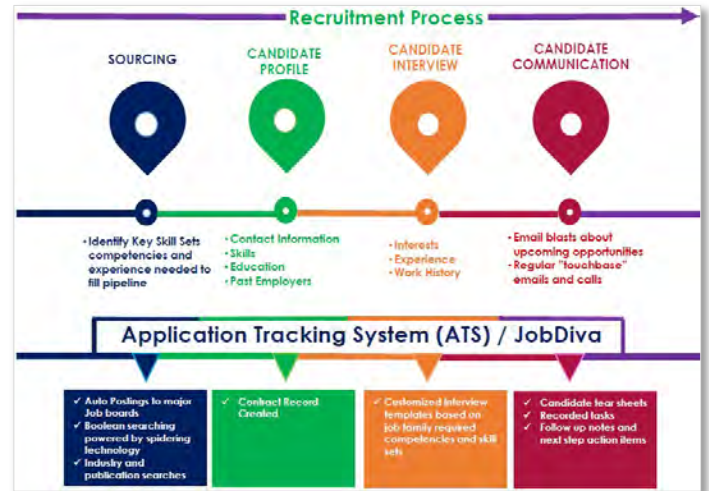 Recruitment Process
SOURCING
CANDIDATE
PROFILE
CANDIDATE
INTERVIEW
CANDIDATE
COMMUNICATION
• Identify Key Skill Sets
competencies and
experience needed to
fill pipeline
• Contact Information
• Skills
• Education
• Past Employers
• Interests
• Experience
• Work History
• Email blasts about
upcoming opportunities
• Regular "touchbase"
emails and calls
Application Tracking System (ATS) / JobDiva
✓ Auto Postings to major
Job boards
✓ Boolean searching
powered by spidering
technology
✓ Industry and
publication searches
✓ Contract Record
Created
✓ Customized Interview
templates based on
job family required
competencies and skill
sets
✓ Candidate tear sheets
✓ Recorded tasks
✓ Follow up notes and
next step action items